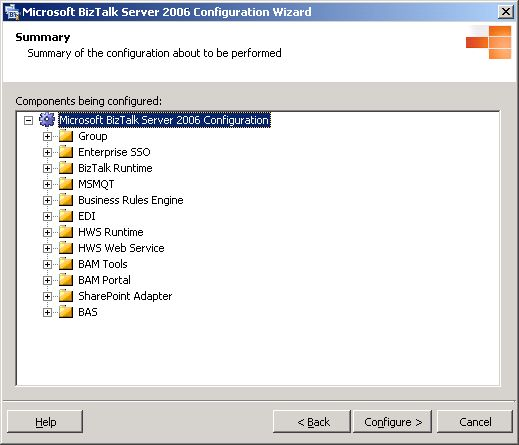 Microsoft BizTalk Server 2006 Configuration Wizard
Summary
Summary of the configuration about to be performed
Components being configured:
Microsoft BizTalk Server 2006 Configuration
Group
Enterprise SSO
BizTalk Runtime
MSMQT
Business Rules Engine
EDI
HWS Runtime
HWS Web Service
BAM Tools
BAM Portal
SharePoint Adapter
BAS
Help
< Back
Configure >
Cancel